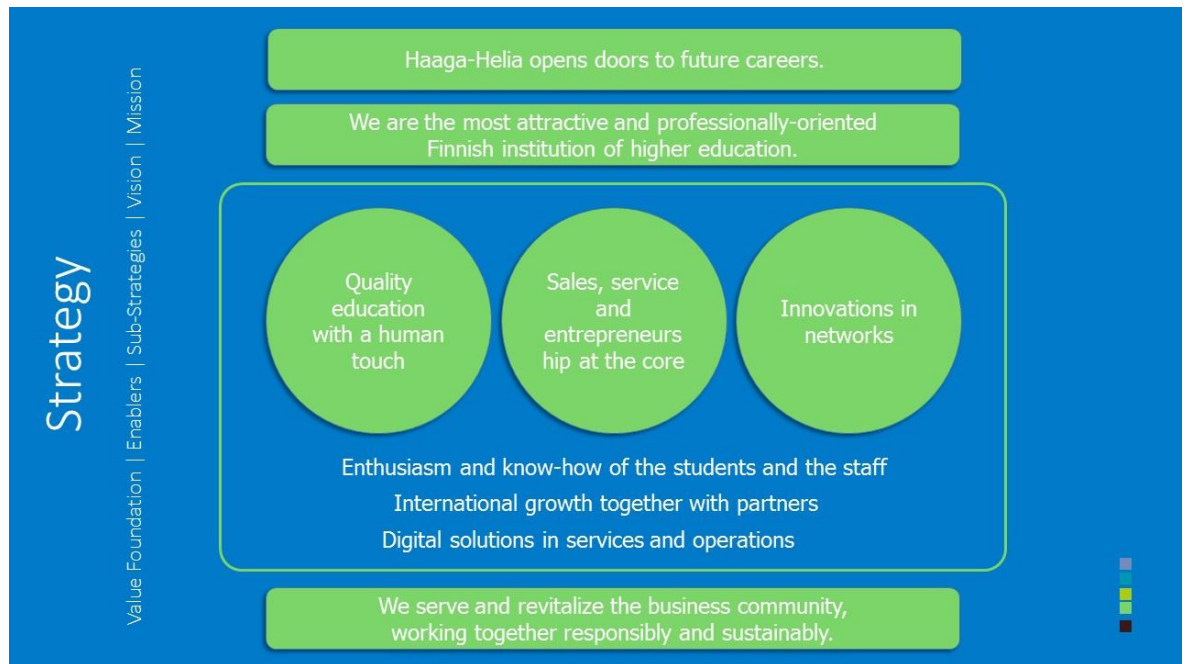 Strategy
Value Foundation | Enablers | Sub-Strategies | Vision | Mission
Haaga-Helia opens doors to future careers.
We are the most attractive and professionally-oriented
Finnish institution of higher education.
Quality
education
with a human
touch
Sales, service
and
entrepreneurs
hip at the core
Innovations in
networks
Enthusiasm and know-how of the students and the staff
International growth together with partners
Digital solutions in services and operations
We serve and revitalize the business community,
working together responsibly and sustainably.